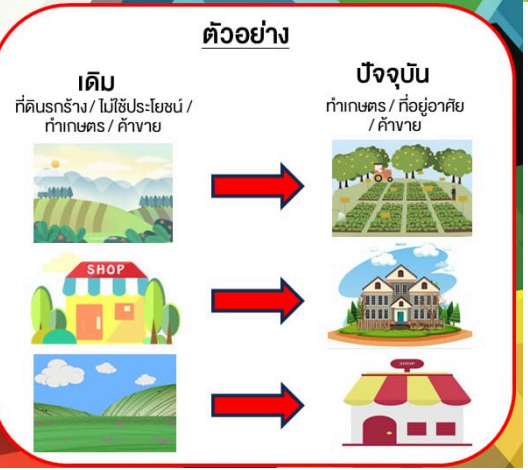 ตัวอย่าง
เดิม
ที่ดินรกร้าง / ไม่ใช้ประโยชน์ /
ทำเกษตร / ค้าขาย
ปัจจุบัน
ทำเกษตร / ที่อยู่อาศัย
/ ค้าขาย
SHOP
SHOP